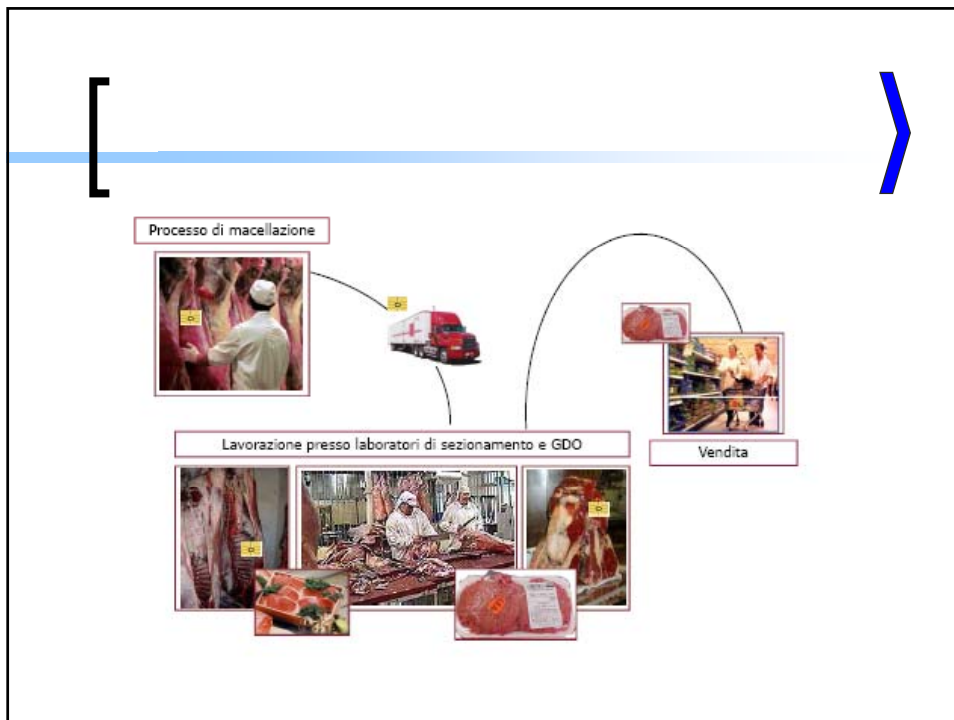 Processo di macellazione
Lavorazione presso laboratori di sezionamento e GDO
Vendita